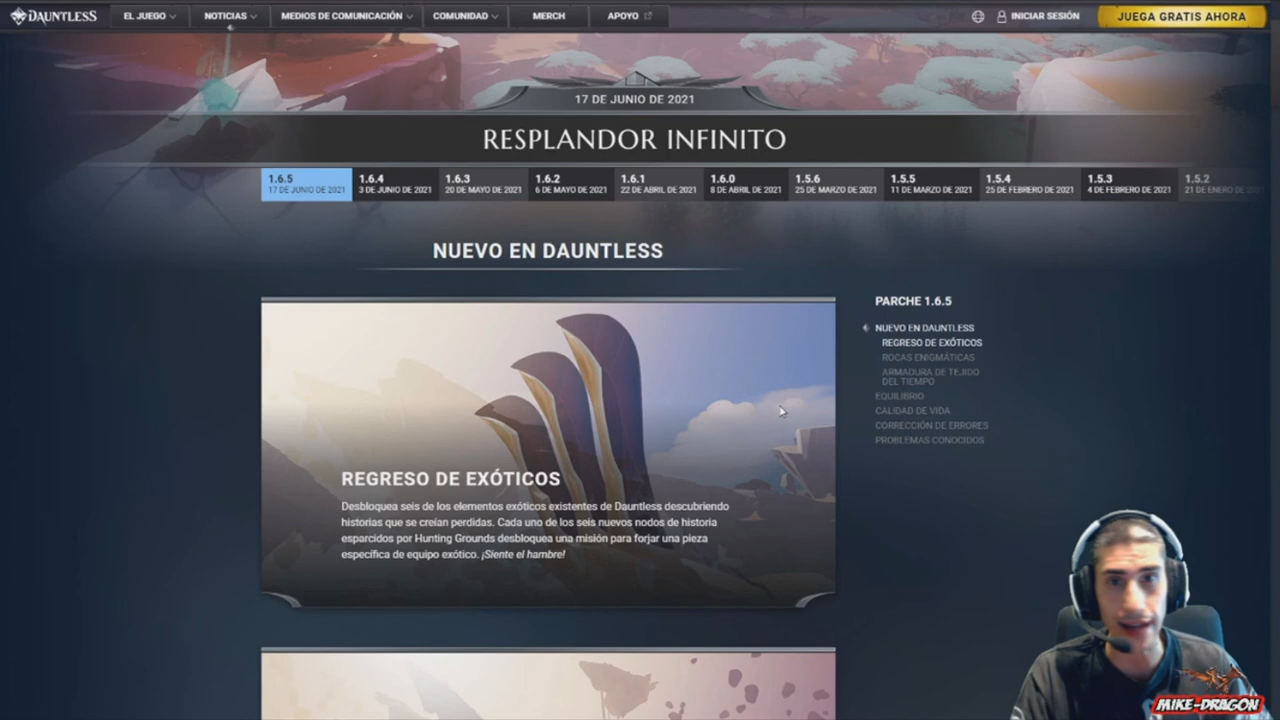 DAUNTLESS
EL JUEGO
NOTICIAS
MEDIOS DE COMUNICACIÓN
COMUNIDAD
MERCH
APOYO
INICIAR SESIÓN
JUEGA GRATIS AHORA
17 DE JUNIO DE 2021
RESPLANDOR INFINITO
1.6.5
17 DE JUNIO DE 2021
1.6.4
3 DE JUNIO DE 2021
1.6.3
20 DE MAYO DE 2021
1.6.2
6 DE MAYO DE 2021
1.6.1
22 DE ABRIL DE 2021
1.6.0
8 DE ABRIL DE 2021
1.5.6
25 DE MARZO DE 2021
1.5.5
11 DE MARZO DE 2021
1.5.4
25 DE FEBRERO DE 2021
1.5.3
4 DE FEBRERO DE 2021
1.5.2
21 DE ENERO DE
NUEVO EN DAUNTLESS
REGRESO DE EXÓTICOS
Desbloquea seis de los elementos exóticos existentes de Dauntless descubriendo
historias que se creían perdidas. Cada uno de los seis nuevos nodos de historia
esparcidos por Hunting Grounds desbloquea una misión para forjar una pieza
específica de equipo exótico. ¡Siente el hambre!
PARCHE 1.6.5
NUEVO EN DAUNTLESS
REGRESO DE EXÓTICOS
ROCAS ENIGMÁTICAS
ARMADURA DE TEJIDO
DEL TIEMPO
EQUILIBRIO
CALIDAD DE VIDA
CORRECCIÓN DE ERRORES
PROBLEMAS CONOCIDOS
MIKE-DRAGON